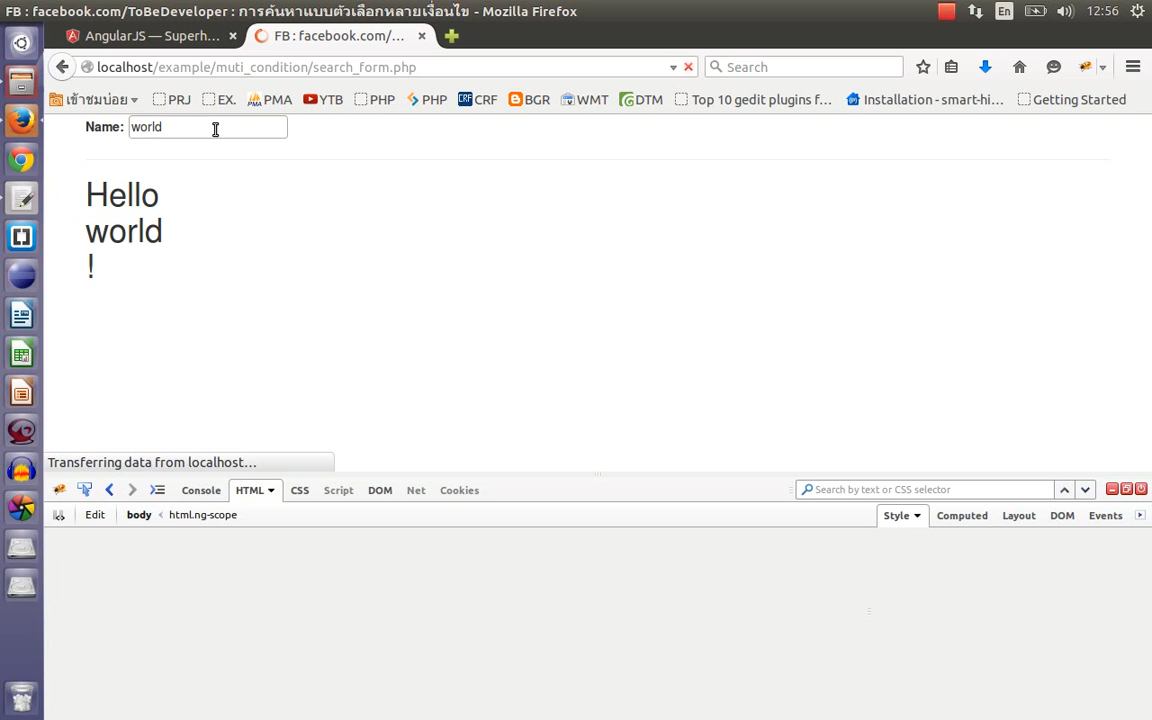 FB : facebook.com/ToBeDeveloper : การค้นหาแบบตัวเลือกหลายเงื่อนไข - Mozilla Firefox
En
12:56
AngularJS — Superh...
FB : facebook.com/...
localhost/example/muti_condition/search_form.php
Search
เข้าชมบ่อย
PRJ
EX.
PMA
YTB
PHP
PHP
CRF
BGR
WMT
DTM
Top 10 gedit plugins f...
Installation - smart-hi...
Getting Started
Name: world
Hello
world
!
Transferring data from localhost...
Console
HTML
CSS
Script
DOM
Net
Cookies
Search by text or CSS selector
Edit
body < html.ng-scope
Style
Computed
Layout
DOM
Events